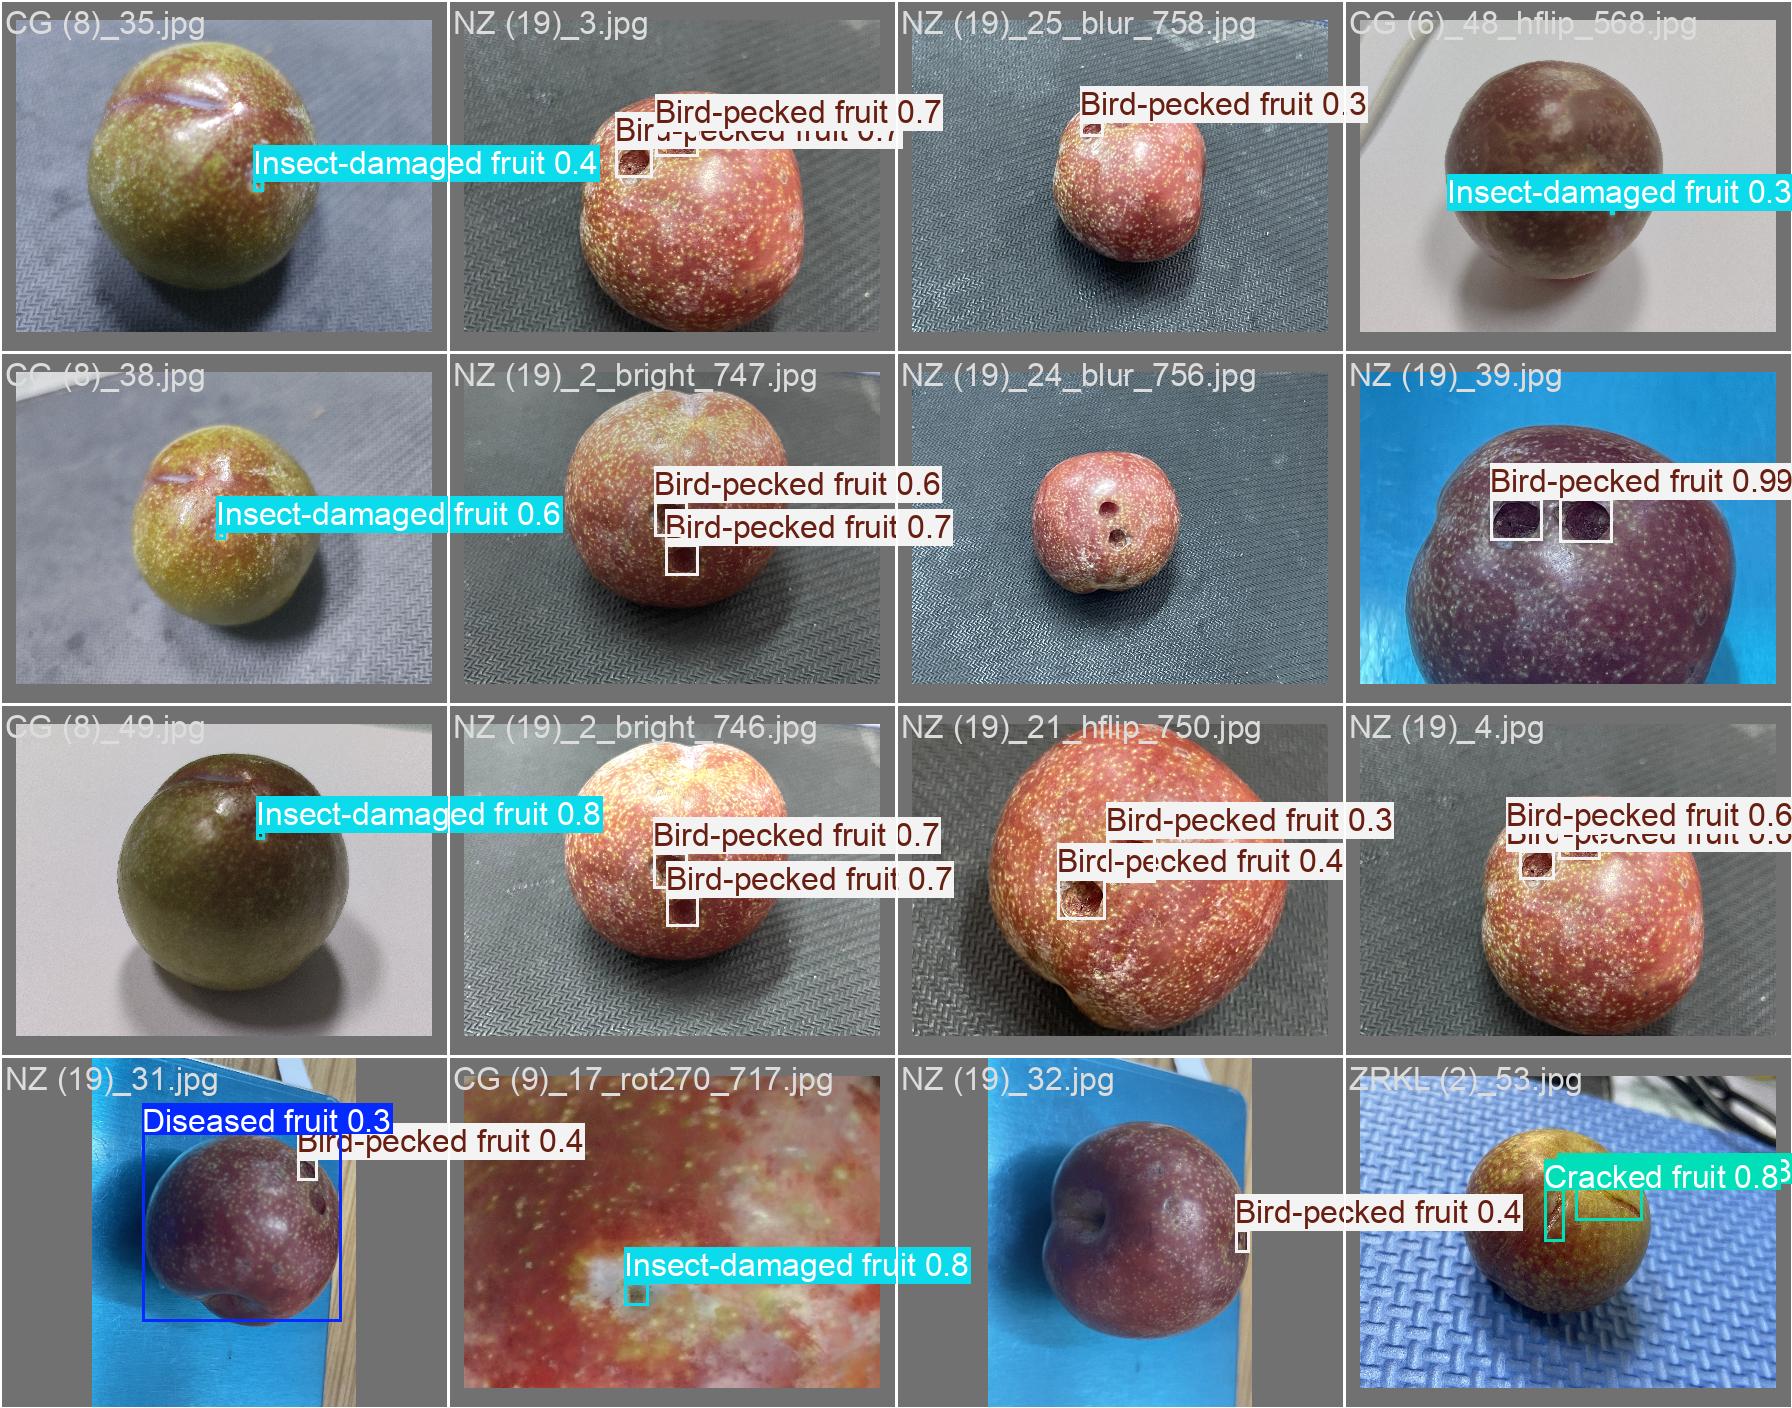 CG (8)_35.jpg
Insect-damaged fruit 0.4
NZ (19)_3.jpg
Bird-pecked fruit 0.7
Bird-pecked fruit 0.7
NZ (19)_25_blur_758.jpg
Bird-pecked fruit 0.3
CG (6)_48_hflip_568.jpg
Insect-damaged fruit 0.3
CG (8)_38.jpg
Insect-damaged fruit 0.6
NZ (19)_2_bright_747.jpg
Bird-pecked fruit 0.6
Bird-pecked fruit 0.7
NZ (19)_24_blur_756.jpg
NZ (19)_39.jpg
Bird-pecked fruit 0.99
CG (8)_49.jpg
Insect-damaged fruit 0.8
NZ (19)_2_bright_746.jpg
Bird-pecked fruit 0.7
Bird-pecked fruit 0.7
NZ (19)_21_hflip_750.jpg
Bird-pecked fruit 0.3
Bird-pecked fruit 0.4
NZ (19)_4.jpg
Bird-pecked fruit 0.6
Bird-pecked fruit
NZ (19)_31.jpg
Diseased fruit 0.3
Bird-pecked fruit 0.4
CG (9)_17_rot270_717.jpg
Insect-damaged fruit 0.8
NZ (19)_32.jpg
Bird-pecked fruit 0.4
ZRKL (2)_53.jpg
Cracked fruit 0.8